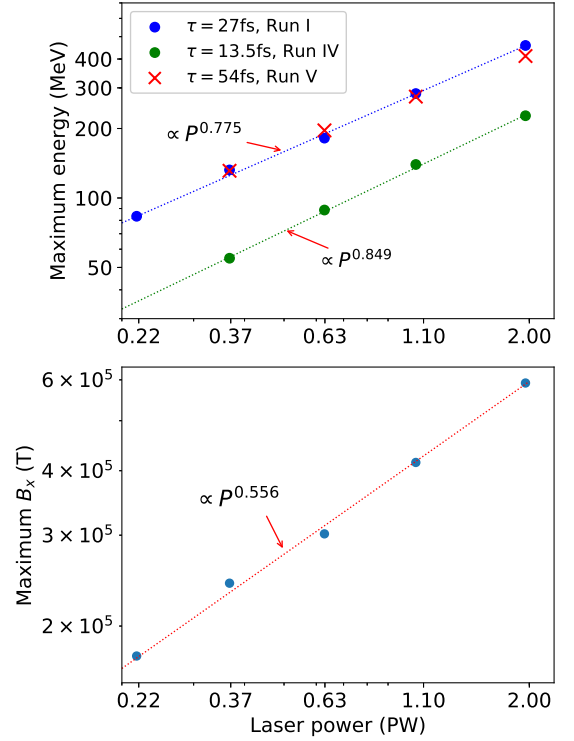 τ = 27fs, Run I
τ = 13.5fs, Run IV
τ = 54fs, Run V
Maximum energy (MeV)
400
300
200
100
50
∝ P^0.775
∝ P^0.849
0.22 0.37 0.63 1.10 2.00
Maximum B_x (T)
6 × 10^5
4 × 10^5
3 × 10^5
2 × 10^5
∝ P^0.556
0.22 0.37 0.63 1.10 2.00
Laser power (PW)